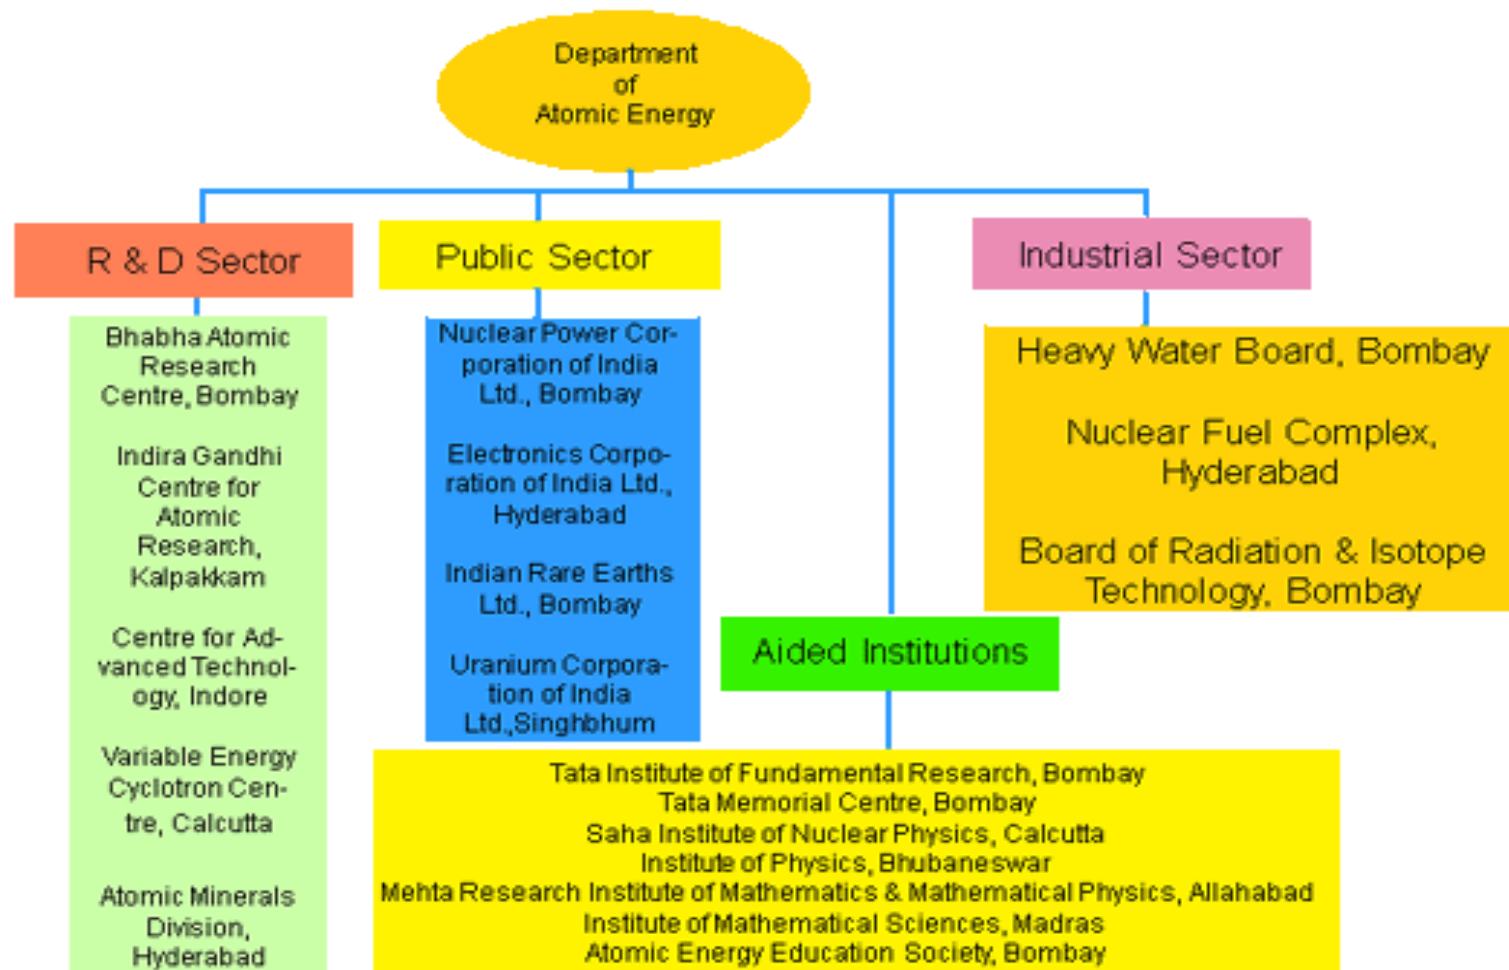 Department
of
Atomic Energy
R & D Sector
Bhabha Atomic
Research
Centre, Bombay
Indira Gandhi
Centre for
Atomic
Research,
Kalpakkam
Centre for Ad-
vanced Technol-
ogy, Indore
Variable Energy
Cyclotron Cen-
tre, Calcutta
Atomic Minerals
Division,
Hyderabad
Public Sector
Nuclear Power Cor-
poration of India
Ltd., Bombay
Electronics Corpo-
ration of India Ltd.,
Hyderabad
Indian Rare Earths
Ltd., Bombay
Uranium Corpora-
tion of India
Ltd.,Singhbhum
Industrial Sector
Heavy Water Board, Bombay
Nuclear Fuel Complex,
Hyderabad
Board of Radiation & Isotope
Technology, Bombay
Aided Institutions
Tata Institute of Fundamental Research, Bombay
Tata Memorial Centre, Bombay
Saha Institute of Nuclear Physics, Calcutta
Institute of Physics, Bhubaneswar
Mehta Research Institute of Mathematics & Mathematical Physics, Allahabad
Institute of Mathematical Sciences, Madras
Atomic Energy Education Society, Bombay